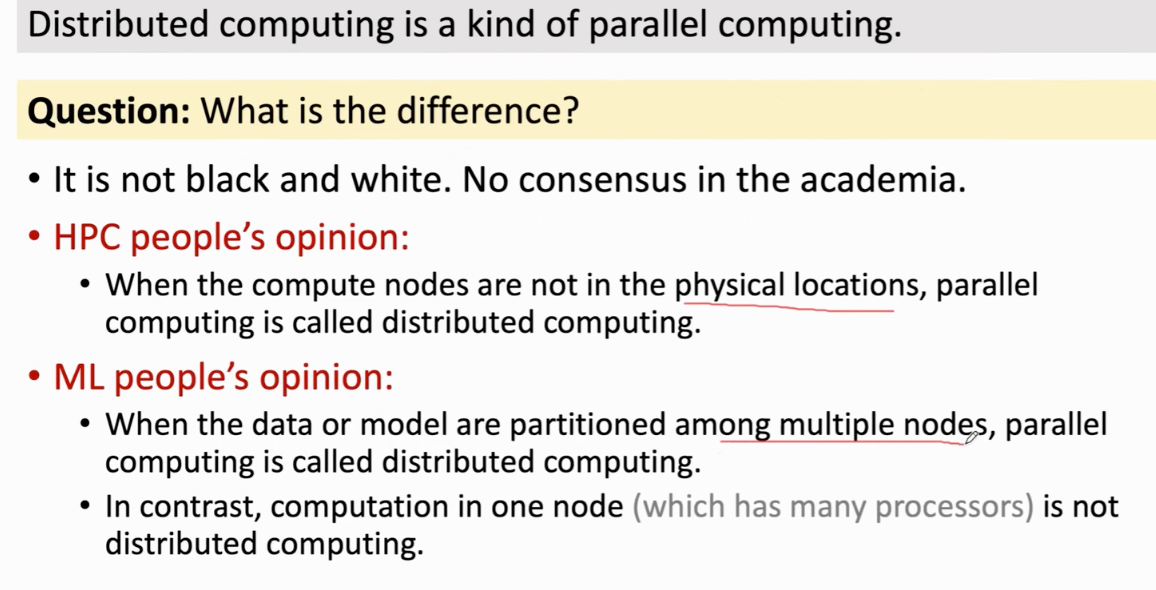 Distributed computing is a kind of parallel computing.
Question: What is the difference?
• It is not black and white. No consensus in the academia.
• HPC people's opinion:
• When the compute nodes are not in the physical locations, parallel
computing is called distributed computing.
• ML people's opinion:
• When the data or model are partitioned among multiple nodes, parallel
computing is called distributed computing.
• In contrast, computation in one node (which has many processors) is not
distributed computing.